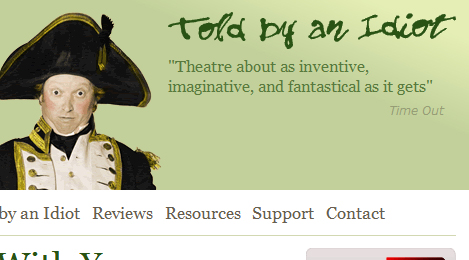 Told by an Idiot
"Theatre about as inventive,
imaginative, and fantastical as it gets"
Time Out
by an Idiot Reviews Resources Support Contact
With